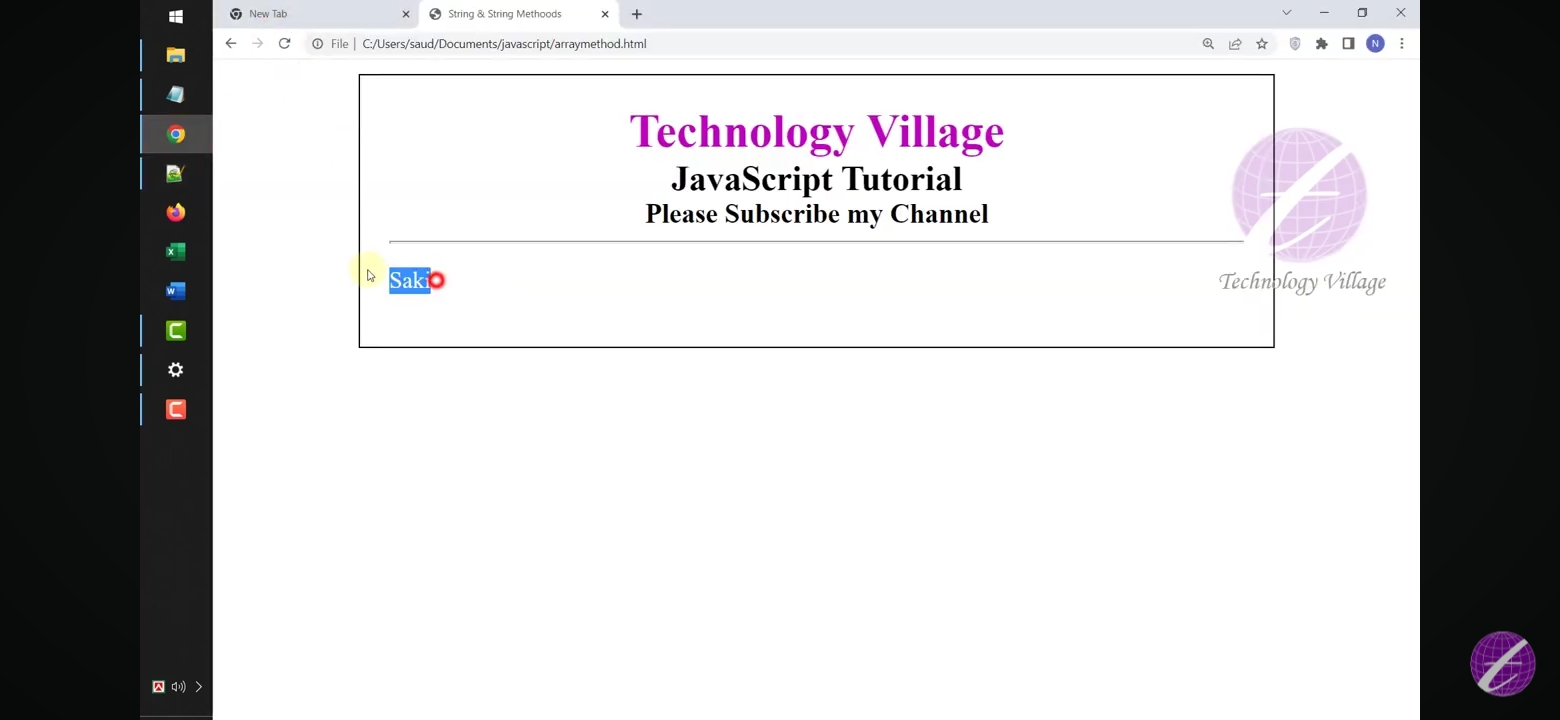 New Tab
String & String Methoods
File
C:/Users/saud/Documents/javascript/arraymethod.html
N
Technology Village
JavaScript Tutorial
Please Subscribe my Channel
Saki
Technology Village